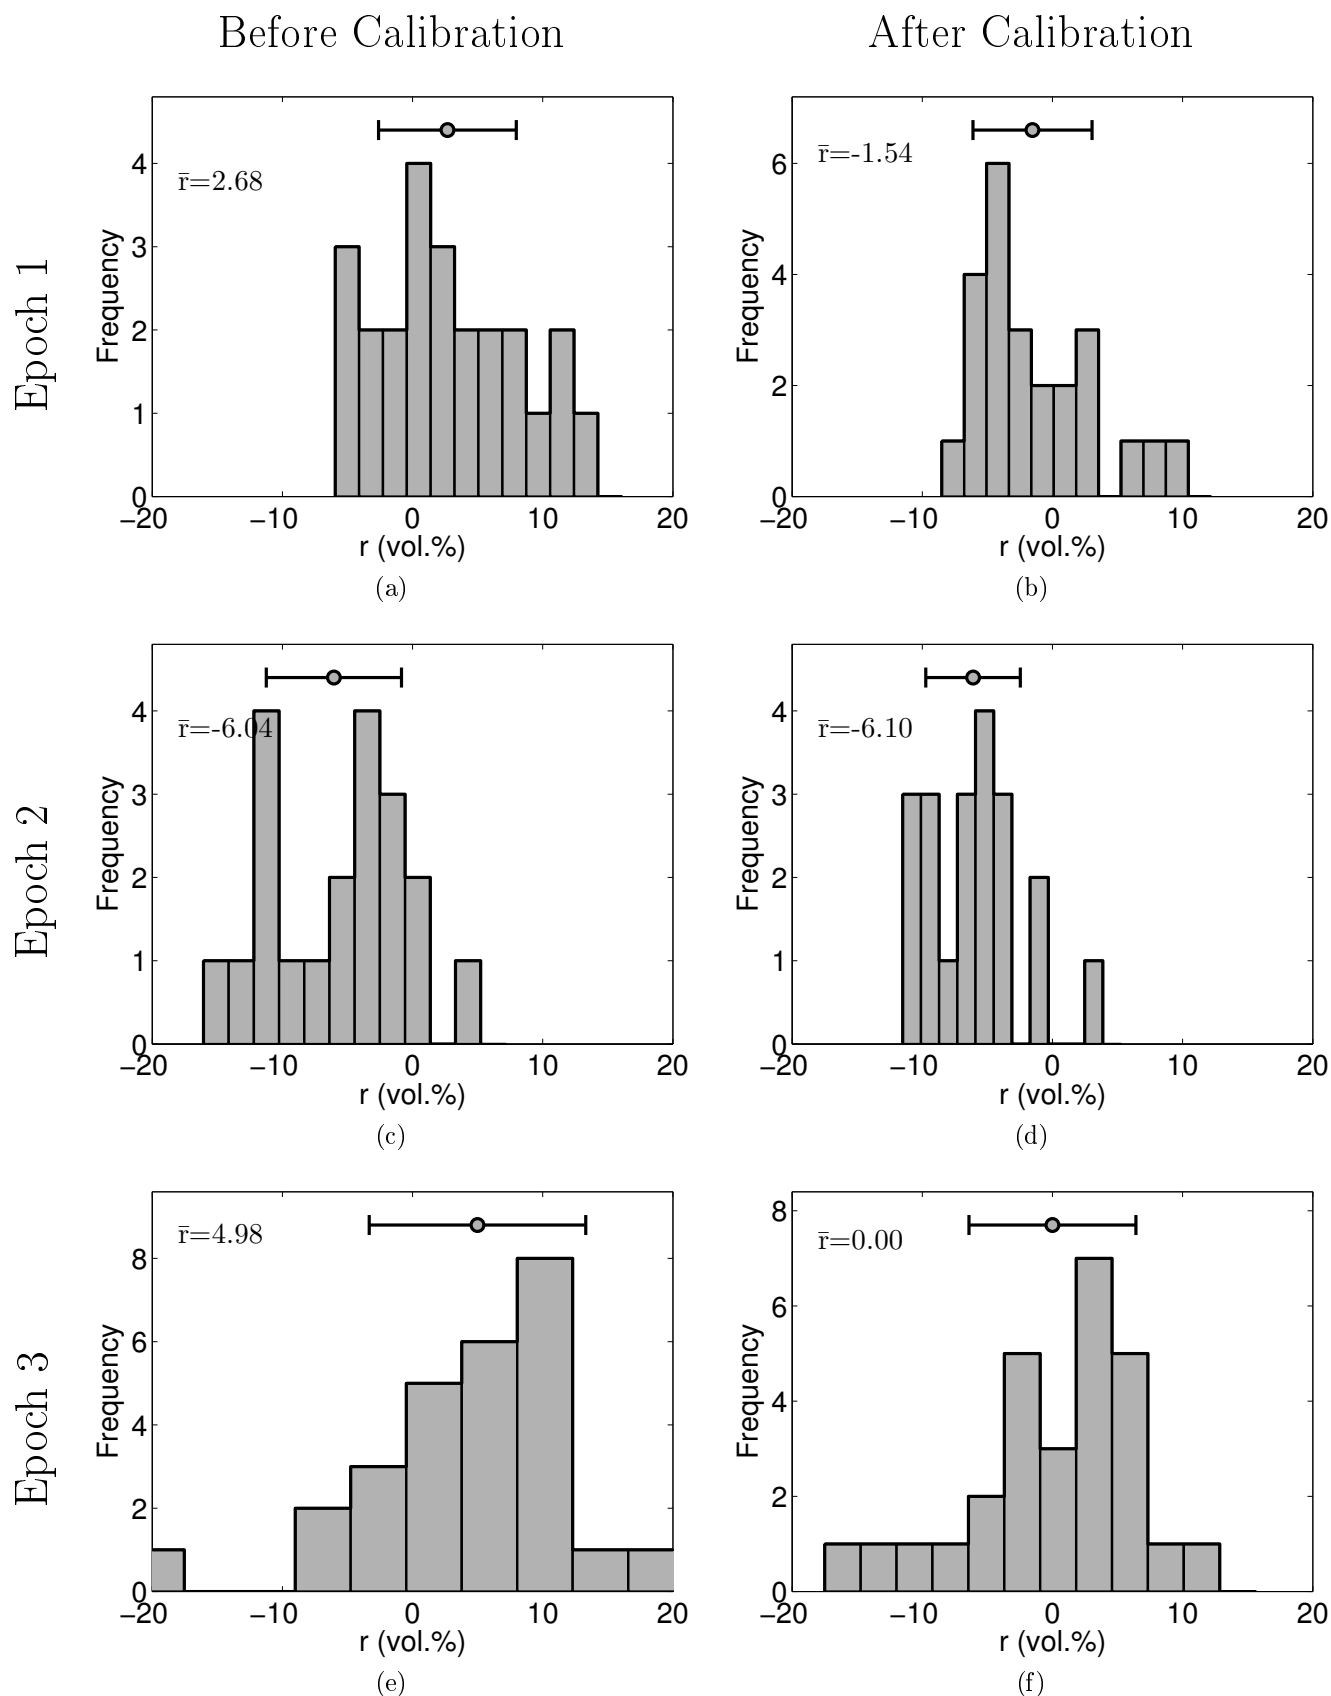 Before Calibration
After Calibration
Epoch 1
r̄=2.68
Frequency
4
3
2
1
0
−20 −10 0 10 20
r (vol.%)
(a)
r̄=-1.54
Frequency
6
4
2
0
−20 −10 0 10 20
r (vol.%)
(b)
Epoch 2
r̄=-6.04
Frequency
4
3
2
1
0
−20 −10 0 10 20
r (vol.%)
(c)
r̄=-6.10
Frequency
4
3
2
1
0
−20 −10 0 10 20
r (vol.%)
(d)
Epoch 3
r̄=4.98
Frequency
8
6
4
2
0
−20 −10 0 10 20
r (vol.%)
(e)
r̄=0.00
Frequency
8
6
4
2
0
−20 −10 0 10 20
r (vol.%)
(f)